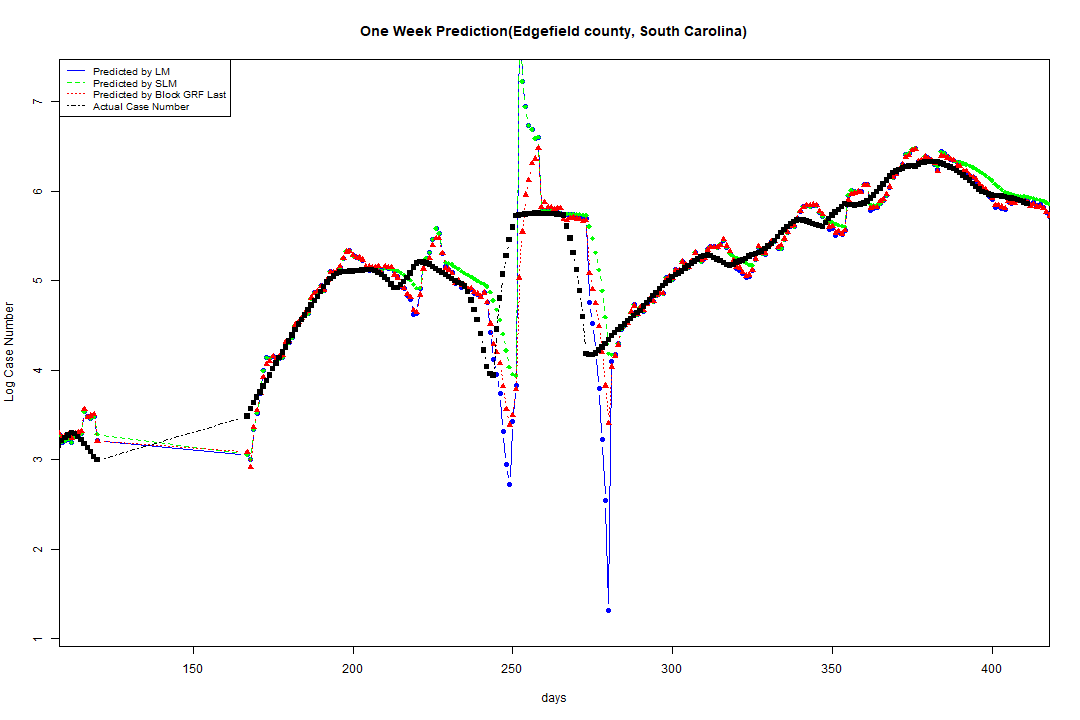 One Week Prediction(Edgefield county, South Carolina)
Predicted by LM
Predicted by SLM
Predicted by Block GRF Last
Actual Case Number
7
6
5
4
3
2
1
Log Case Number
150 200 250 300 350 400
days